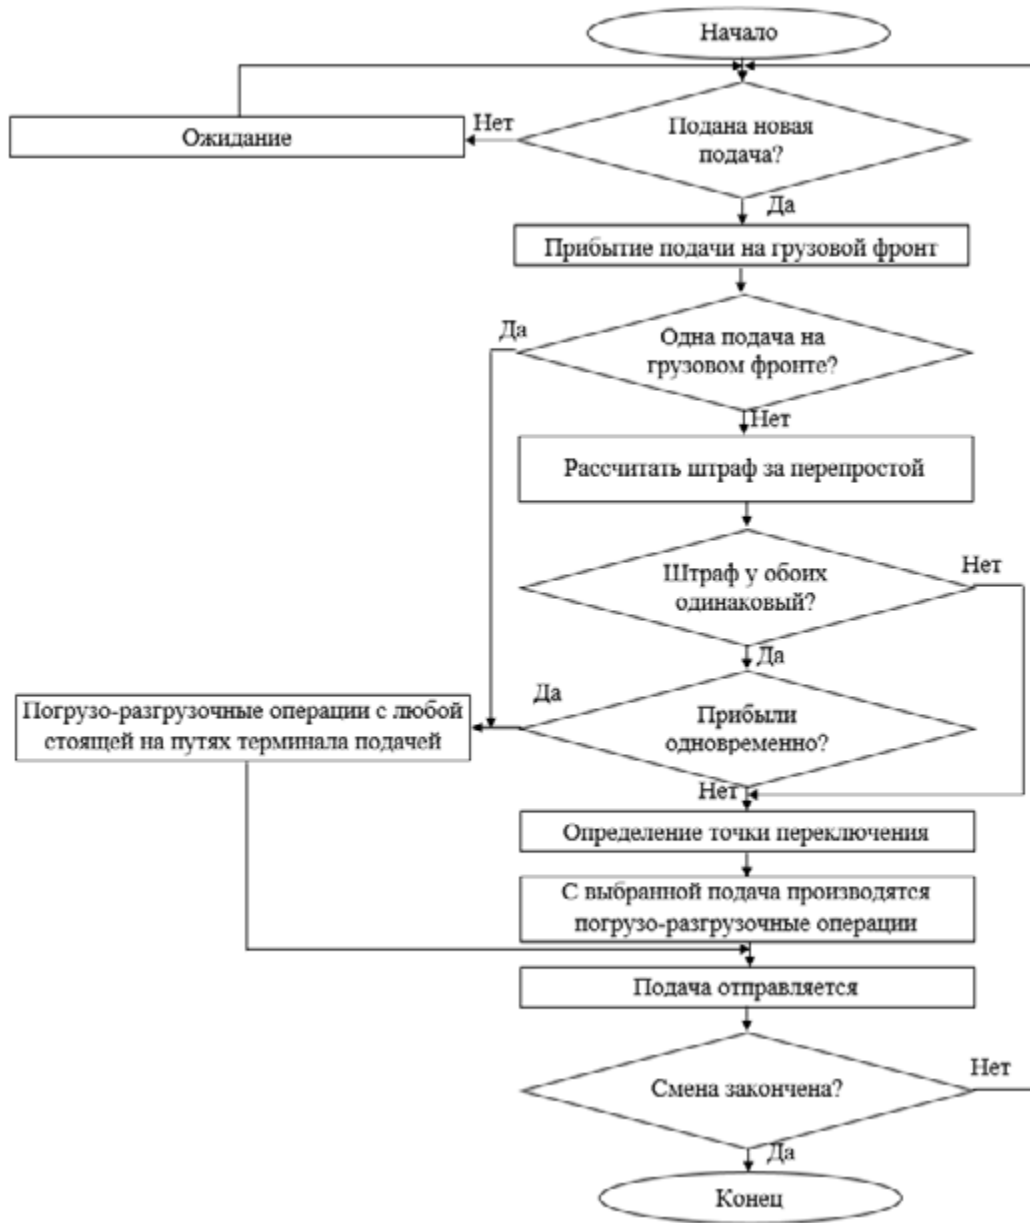 Начало
Подана новая
подача?
Нет
Ожидание
Да
Прибытие подачи на грузовой фронт
Да
Одна подача на
грузовом фронте?
Нет
Рассчитать штраф за перепростой
Штраф у обоих
одинаковый?
Нет
Да
Прибыли
одновременно?
Да
Погрузо-разгрузочные операции с любой
стоящей на путях терминала подачей
Нет
Определение точки переключения
С выбранной подача производятся
погрузо-разгрузочные операции
Подача отправляется
Смена закончена?
Нет
Да
Конец